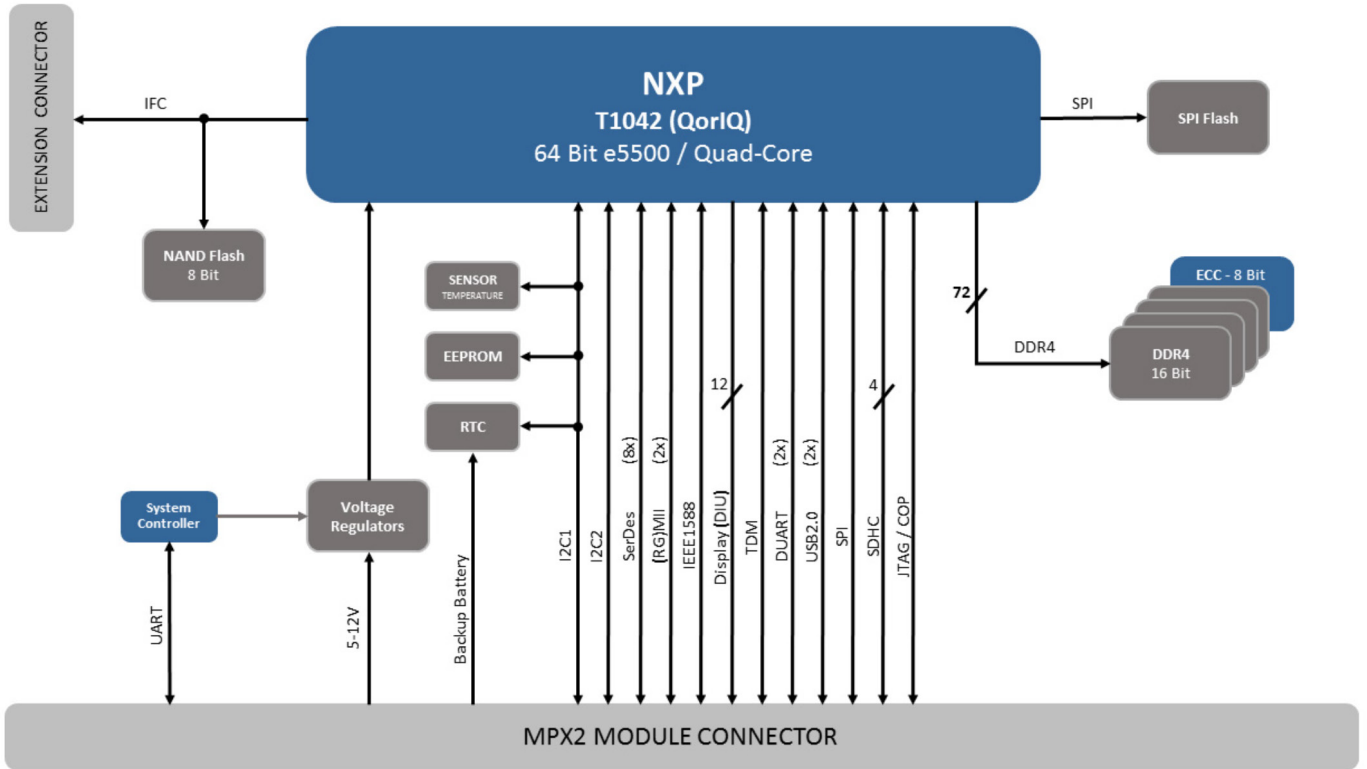 EXTENSION CONNECTOR
IFC
NXP
T1042 (QorIQ)
64 Bit e5500 / Quad-Core
SPI
SPI Flash
NAND Flash
8 Bit
SENSOR
TEMPERATURE
EEPROM
RTC
72
ECC - 8 Bit
DDR4
DDR4
16 Bit
12
4
System
Controller
Voltage
Regulators
UART
5-12V
Backup Battery
I2C1
I2C2
SerDes (8x)
(RG)MII (2x)
IEEE1588
Display (DIU)
TDM
DUART (2x)
USB2.0 (2x)
SPI
SDHC
JTAG / COP
MPX2 MODULE CONNECTOR